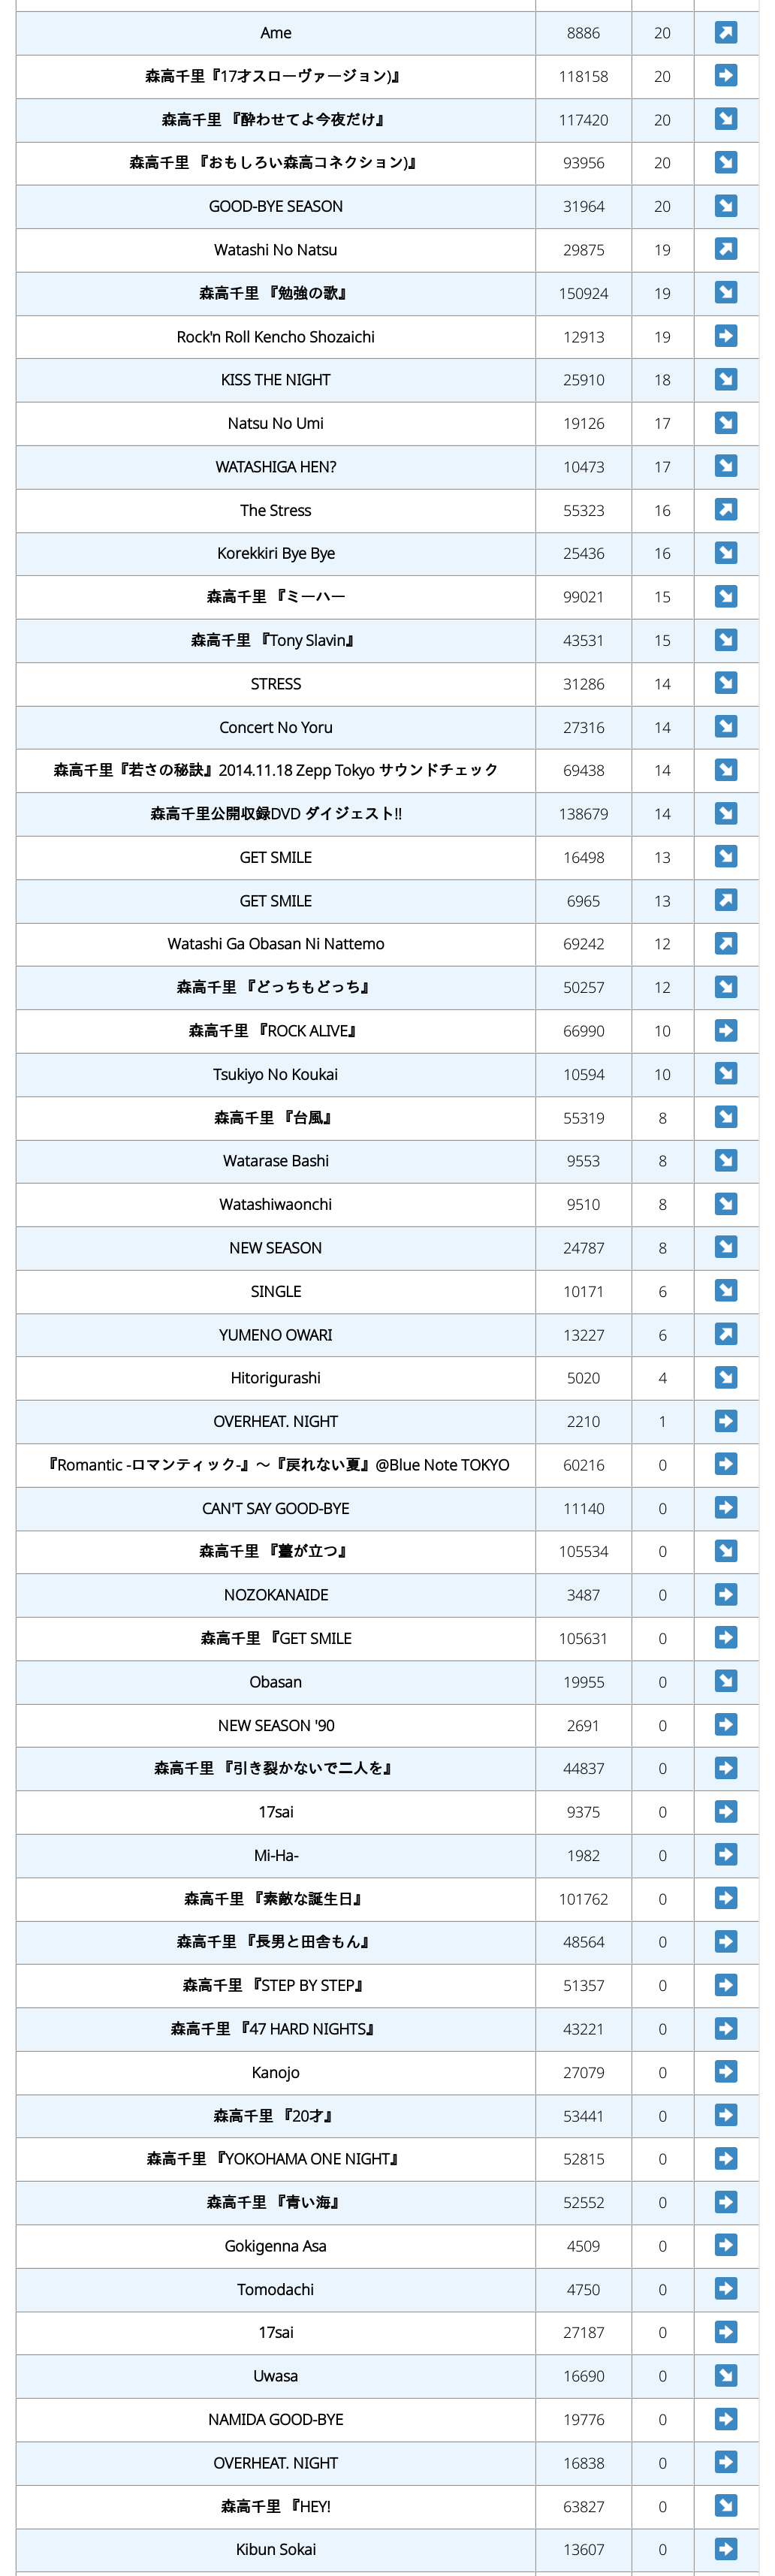 Ame 8886 20
森高千里『17才スローヴァージョン)』 118158 20
森高千里 『酔わせてよ今夜だけ』 117420 20
森高千里 『おもしろい森高コネクション)』 93956 20
GOOD-BYE SEASON 31964 20
Watashi No Natsu 29875 19
森高千里 『勉強の歌』 150924 19
Rock'n Roll Kencho Shozaichi 12913 19
KISS THE NIGHT 25910 18
Natsu No Umi 19126 17
WATASHIGA HEN? 10473 17
The Stress 55323 16
Korekkiri Bye Bye 25436 16
森高千里 『ミーハー 99021 15
森高千里 『Tony Slavin』 43531 15
STRESS 31286 14
Concert No Yoru 27316 14
森高千里『若さの秘訣』2014.11.18 Zepp Tokyo サウンドチェック 69438 14
森高千里公開収録DVD ダイジェスト!! 138679 14
GET SMILE 16498 13
GET SMILE 6965 13
Watashi Ga Obasan Ni Nattemo 69242 12
森高千里 『どっちもどっち』 50257 12
森高千里 『ROCK ALIVE』 66990 10
Tsukiyo No Koukai 10594 10
森高千里 『台風』 55319 8
Watarase Bashi 9553 8
Watashiwaonchi 9510 8
NEW SEASON 24787 8
SINGLE 10171 6
YUMENO OWARI 13227 6
Hitorigurashi 5020 4
OVERHEAT. NIGHT 2210 1
『Romantic -ロマンティック-』～『戻れない夏』@Blue Note TOKYO 60216 0
CAN'T SAY GOOD-BYE 11140 0
森高千里 『薹が立つ』 105534 0
NOZOKANAIDE 3487 0
森高千里 『GET SMILE 105631 0
Obasan 19955 0
NEW SEASON '90 2691 0
森高千里 『引き裂かないで二人を』 44837 0
17sai 9375 0
Mi-Ha- 1982 0
森高千里 『素敵な誕生日』 101762 0
森高千里 『長男と田舎もん』 48564 0
森高千里 『STEP BY STEP』 51357 0
森高千里 『47 HARD NIGHTS』 43221 0
Kanojo 27079 0
森高千里 『20才』 53441 0
森高千里 『YOKOHAMA ONE NIGHT』 52815 0
森高千里 『青い海』 52552 0
Gokigenna Asa 4509 0
Tomodachi 4750 0
17sai 27187 0
Uwasa 16690 0
NAMIDA GOOD-BYE 19776 0
OVERHEAT. NIGHT 16838 0
森高千里 『HEY! 63827 0
Kibun Sokai 13607 0